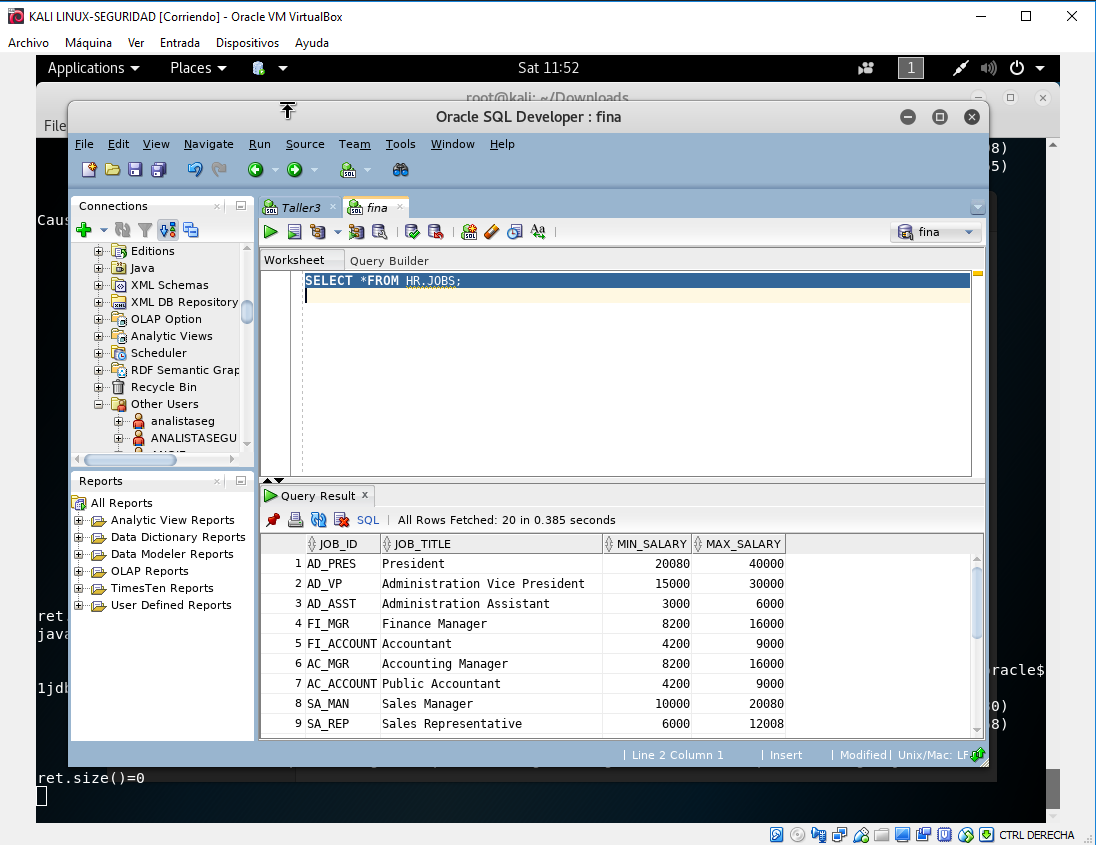 KALI LINUX-SEGURIDAD [Corriendo] - Oracle VM VirtualBox
Archivo Máquina Ver Entrada Dispositivos Ayuda
Applications Places Sat 11:52 1
root@kali: ~/Downloads
File
Oracle SQL Developer : fina
File Edit View Navigate Run Source Team Tools Window Help
Connections
Editions
Java
XML Schemas
XML DB Repository
OLAP Option
Analytic Views
Scheduler
RDF Semantic Grap
Recycle Bin
Other Users
analistaseg
ANALISTASEGU
Reports
All Reports
Analytic View Reports
Data Dictionary Reports
Data Modeler Reports
OLAP Reports
TimesTen Reports
User Defined Reports
Taller3 fina
fina
Worksheet Query Builder
SELECT *FROM HR.JOBS;
Query Result
SQL | All Rows Fetched: 20 in 0.385 seconds
JOB_ID JOB_TITLE MIN_SALARY MAX_SALARY
1 AD_PRES President 20080 40000
2 AD_VP Administration Vice President 15000 30000
3 AD_ASST Administration Assistant 3000 6000
4 FI_MGR Finance Manager 8200 16000
5 FI_ACCOUNT Accountant 4200 9000
6 AC_MGR Accounting Manager 8200 16000
7 AC_ACCOUNT Public Accountant 4200 9000
8 SA_MAN Sales Manager 10000 20080
9 SA_REP Sales Representative 6000 12008
| Line 2 Column 1 | Insert | Modified | Unix/Mac: LF
Caus
ret.
java
racle$
1jdb
8)
5)
0)
8)
ret.size()=0
CTRL DERECHA